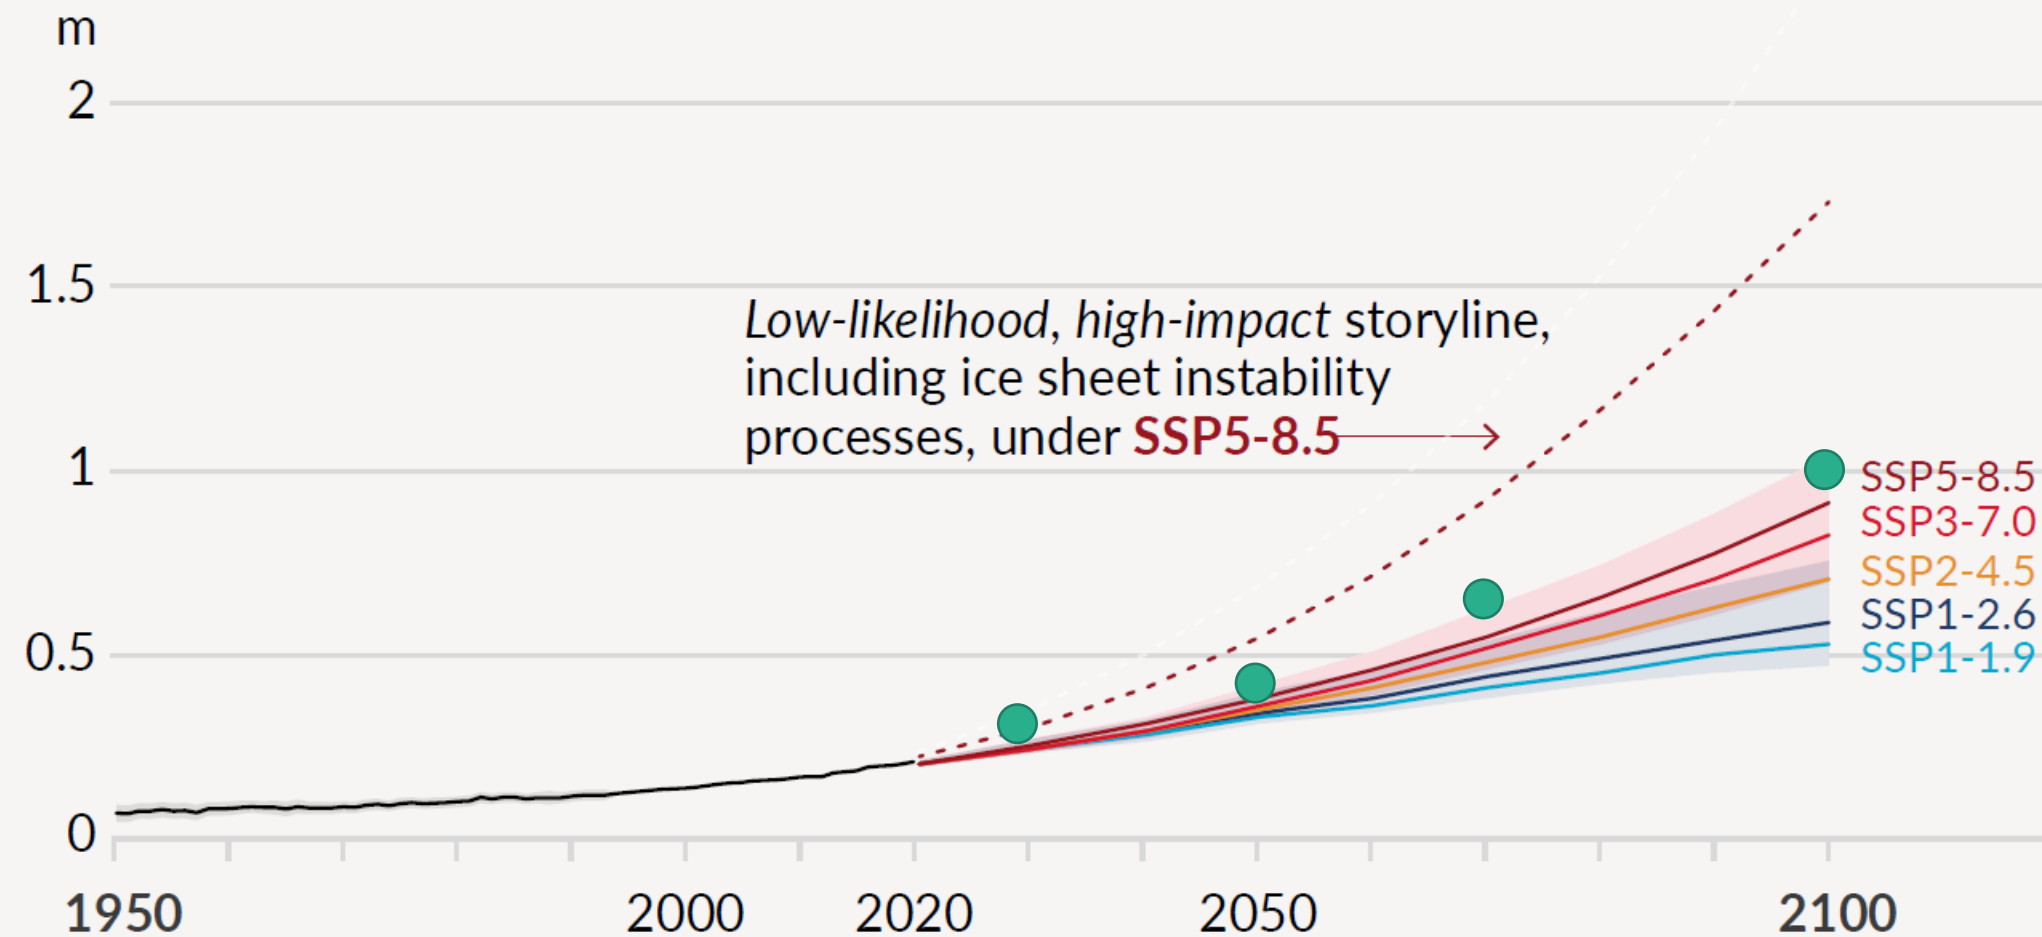 m
2
1.5
Low-likelihood, high-impact storyline,
including ice sheet instability
processes, under SSP5-8.5
1
SSP5-8.5
SSP3-7.0
SSP2-4.5
SSP1-2.6
0.5
SSP1-1.9
0
1950 2000 2020 2050 2100